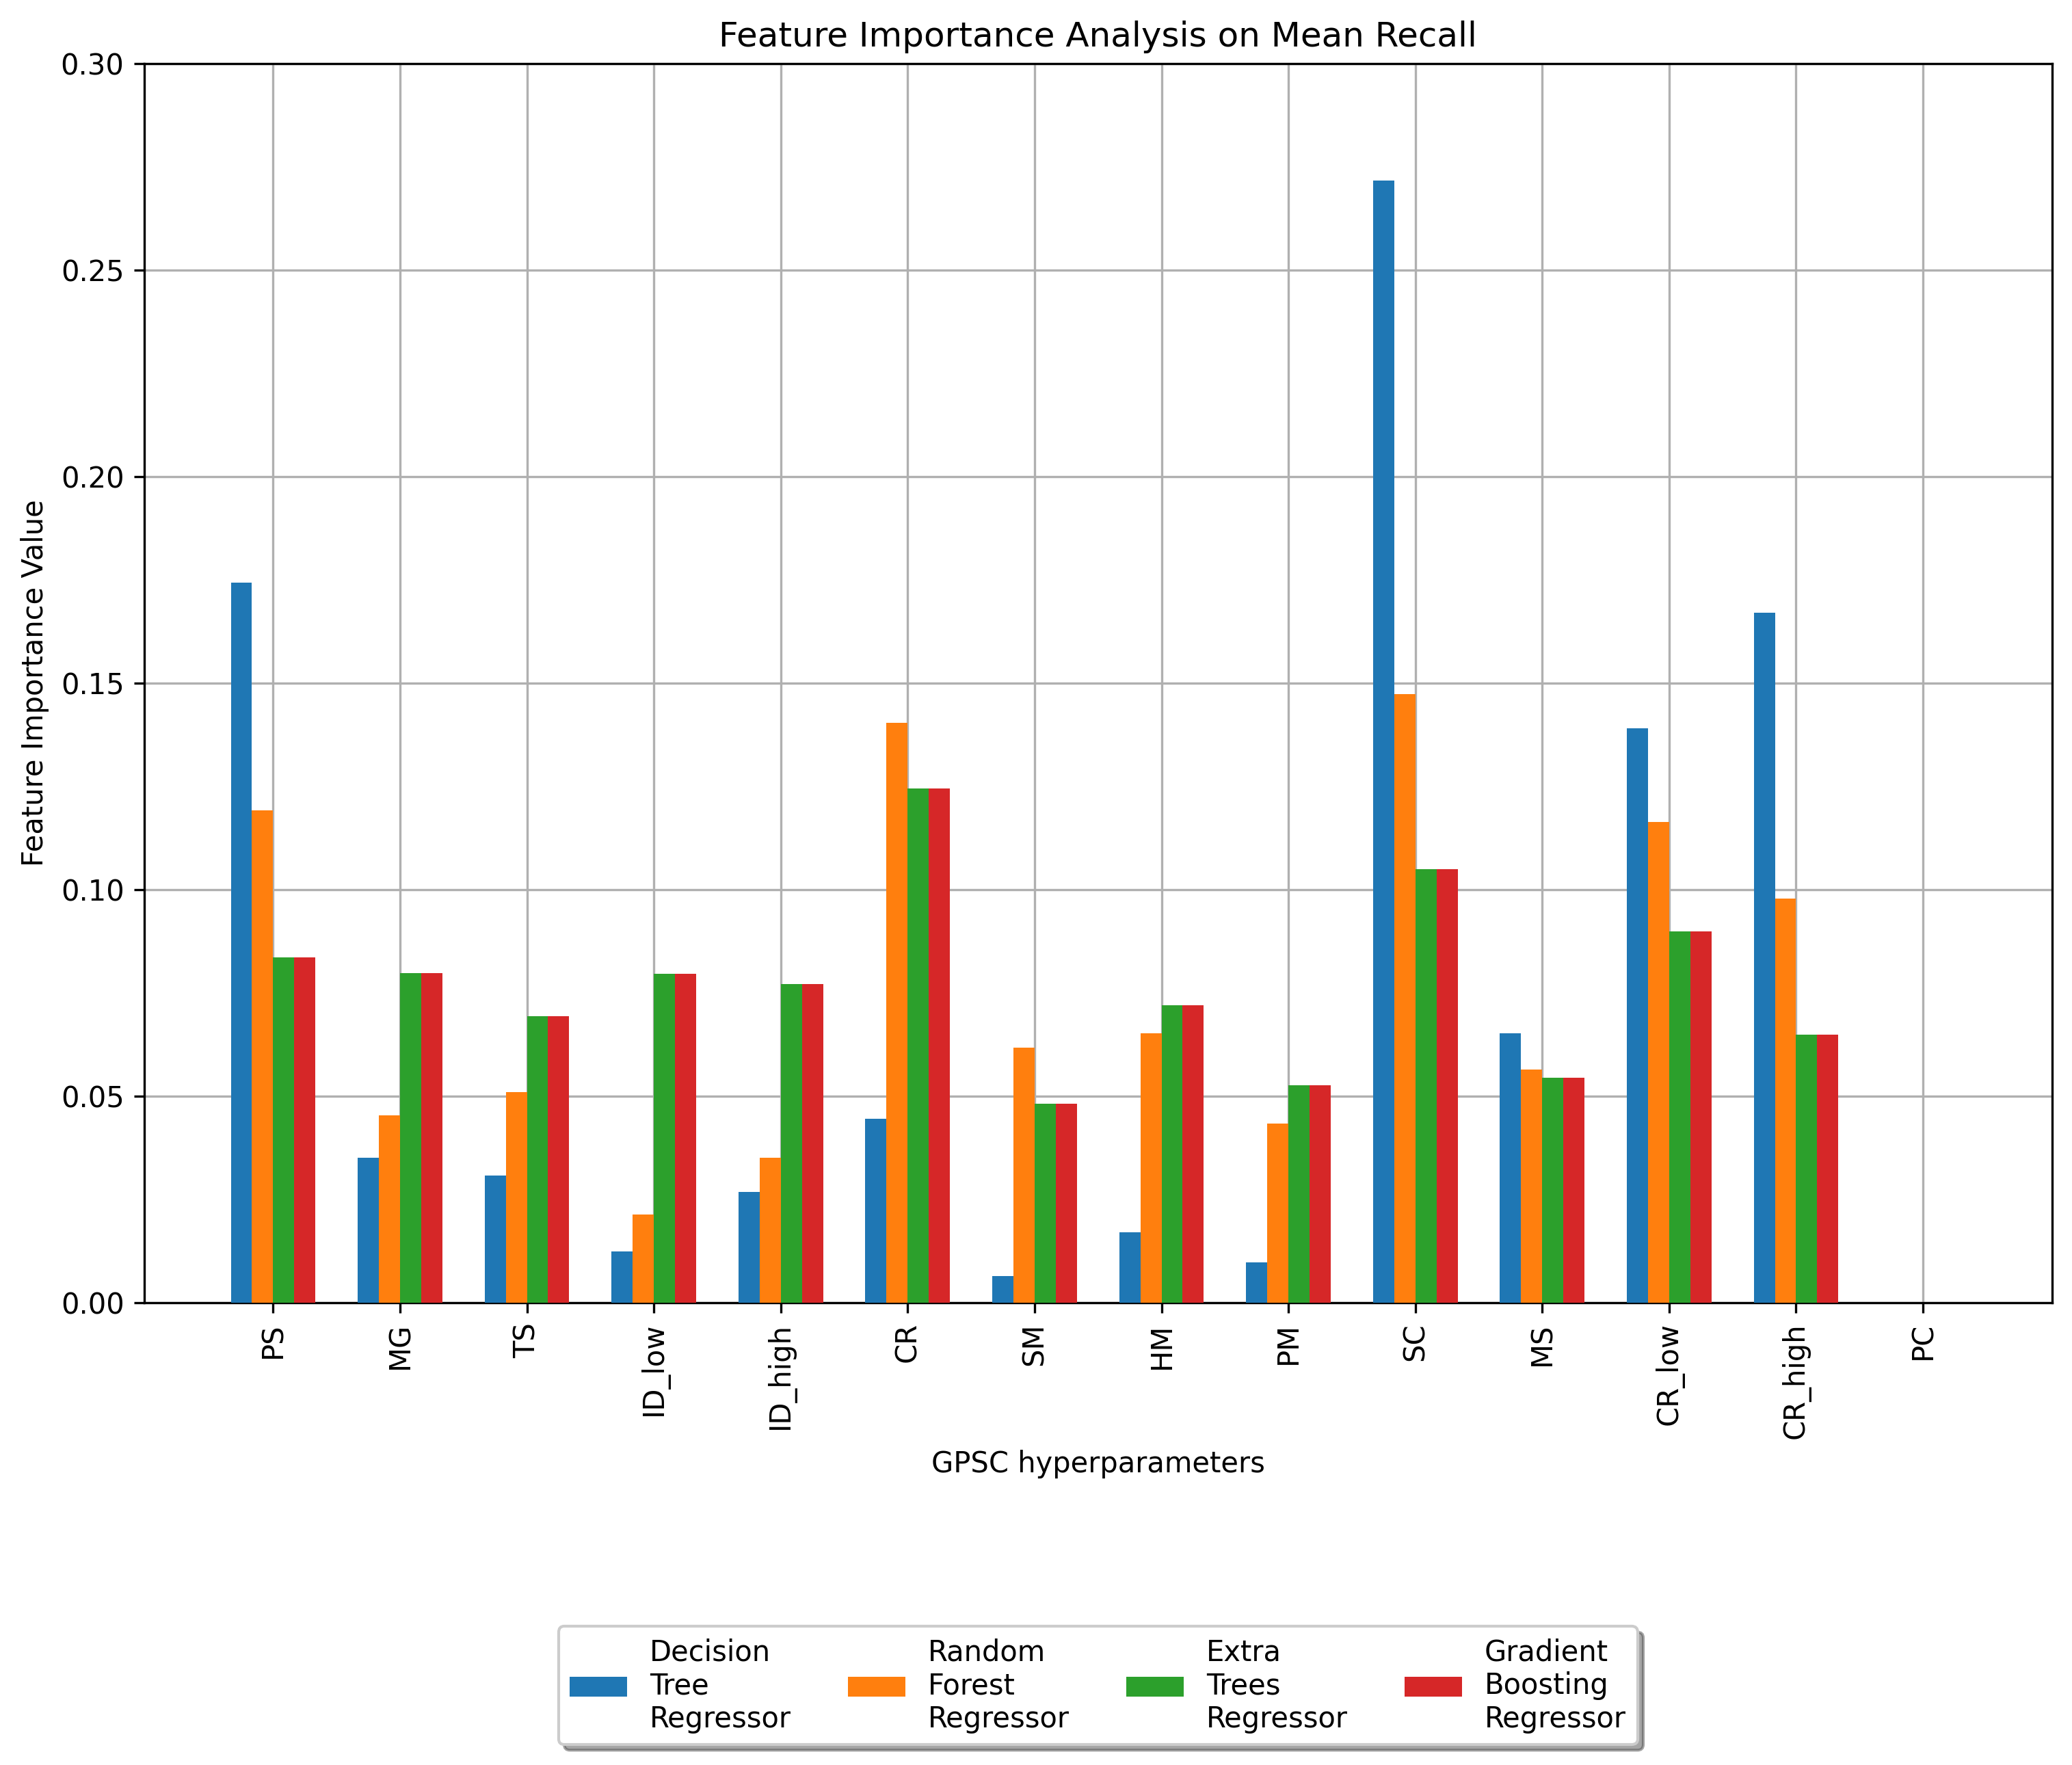 Feature Importance Analysis on Mean Recall
0.30
0.25
0.20
0.15
0.10
0.05
0.00
Feature Importance Value
PS
MG
TS
ID_low
ID_high
CR
SM
HM
PM
SC
MS
CR_low
CR_high
PC
GPSC hyperparameters
Decision
Tree
Regressor
Random
Forest
Regressor
Extra
Trees
Regressor
Gradient
Boosting
Regressor